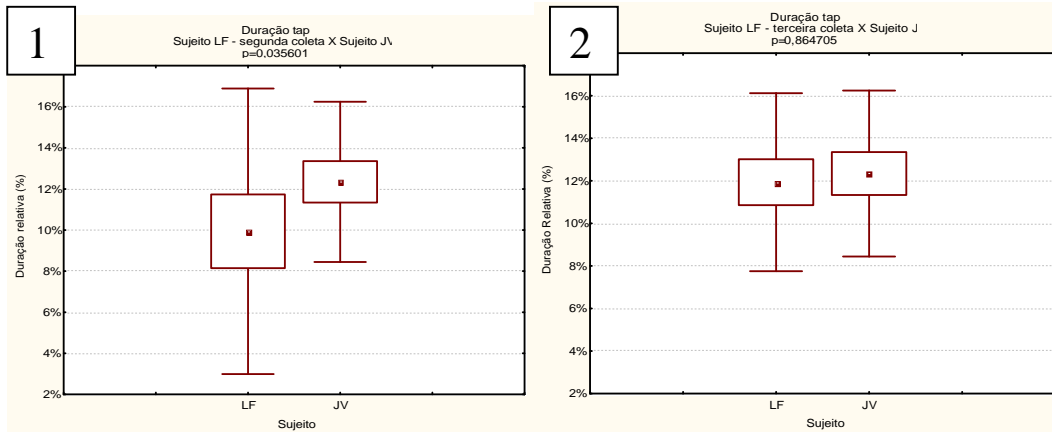 1
Duração tap
Sujeito LF - segunda coleta X Sujeito JV
p=0,035601
16%
14%
12%
10%
8%
6%
4%
2%
Duração relativa (%)
LF JV
Sujeito
2
Duração tap
Sujeito LF - terceira coleta X Sujeito J
p=0,864705
16%
14%
12%
10%
8%
6%
4%
2%
Duração Relativa (%)
LF JV
Sujeito